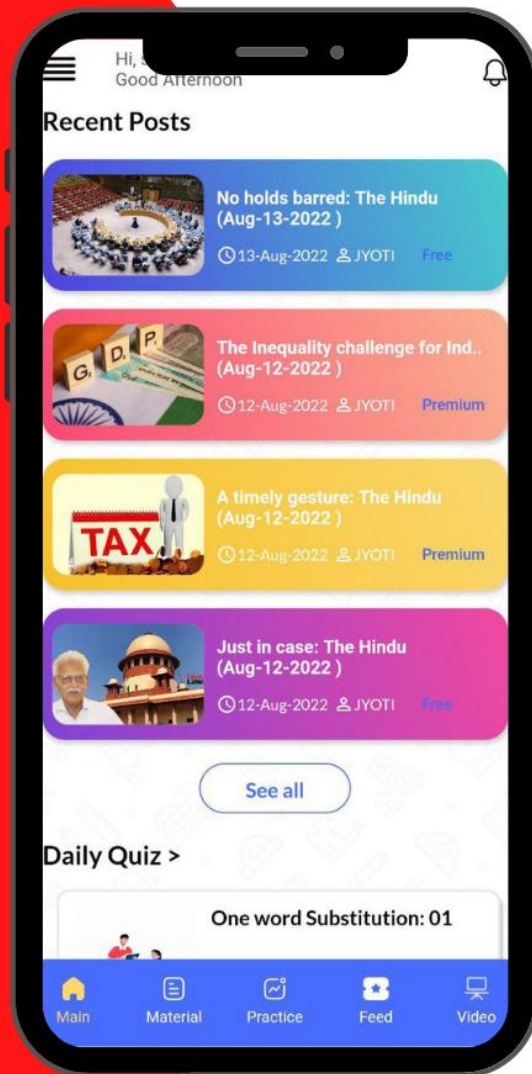 Hi,
Good Afternoon
Recent Posts
No holds barred: The Hindu
(Aug-13-2022 )
13-Aug-2022 JYOTI Free
G D P
The Inequality challenge for Ind..
(Aug-12-2022 )
12-Aug-2022 JYOTI Premium
TAX
A timely gesture: The Hindu
(Aug-12-2022 )
12-Aug-2022 JYOTI Premium
Just in case: The Hindu
(Aug-12-2022 )
12-Aug-2022 JYOTI Free
See all
Daily Quiz >
One word Substitution: 01
Main Material Practice Feed Video